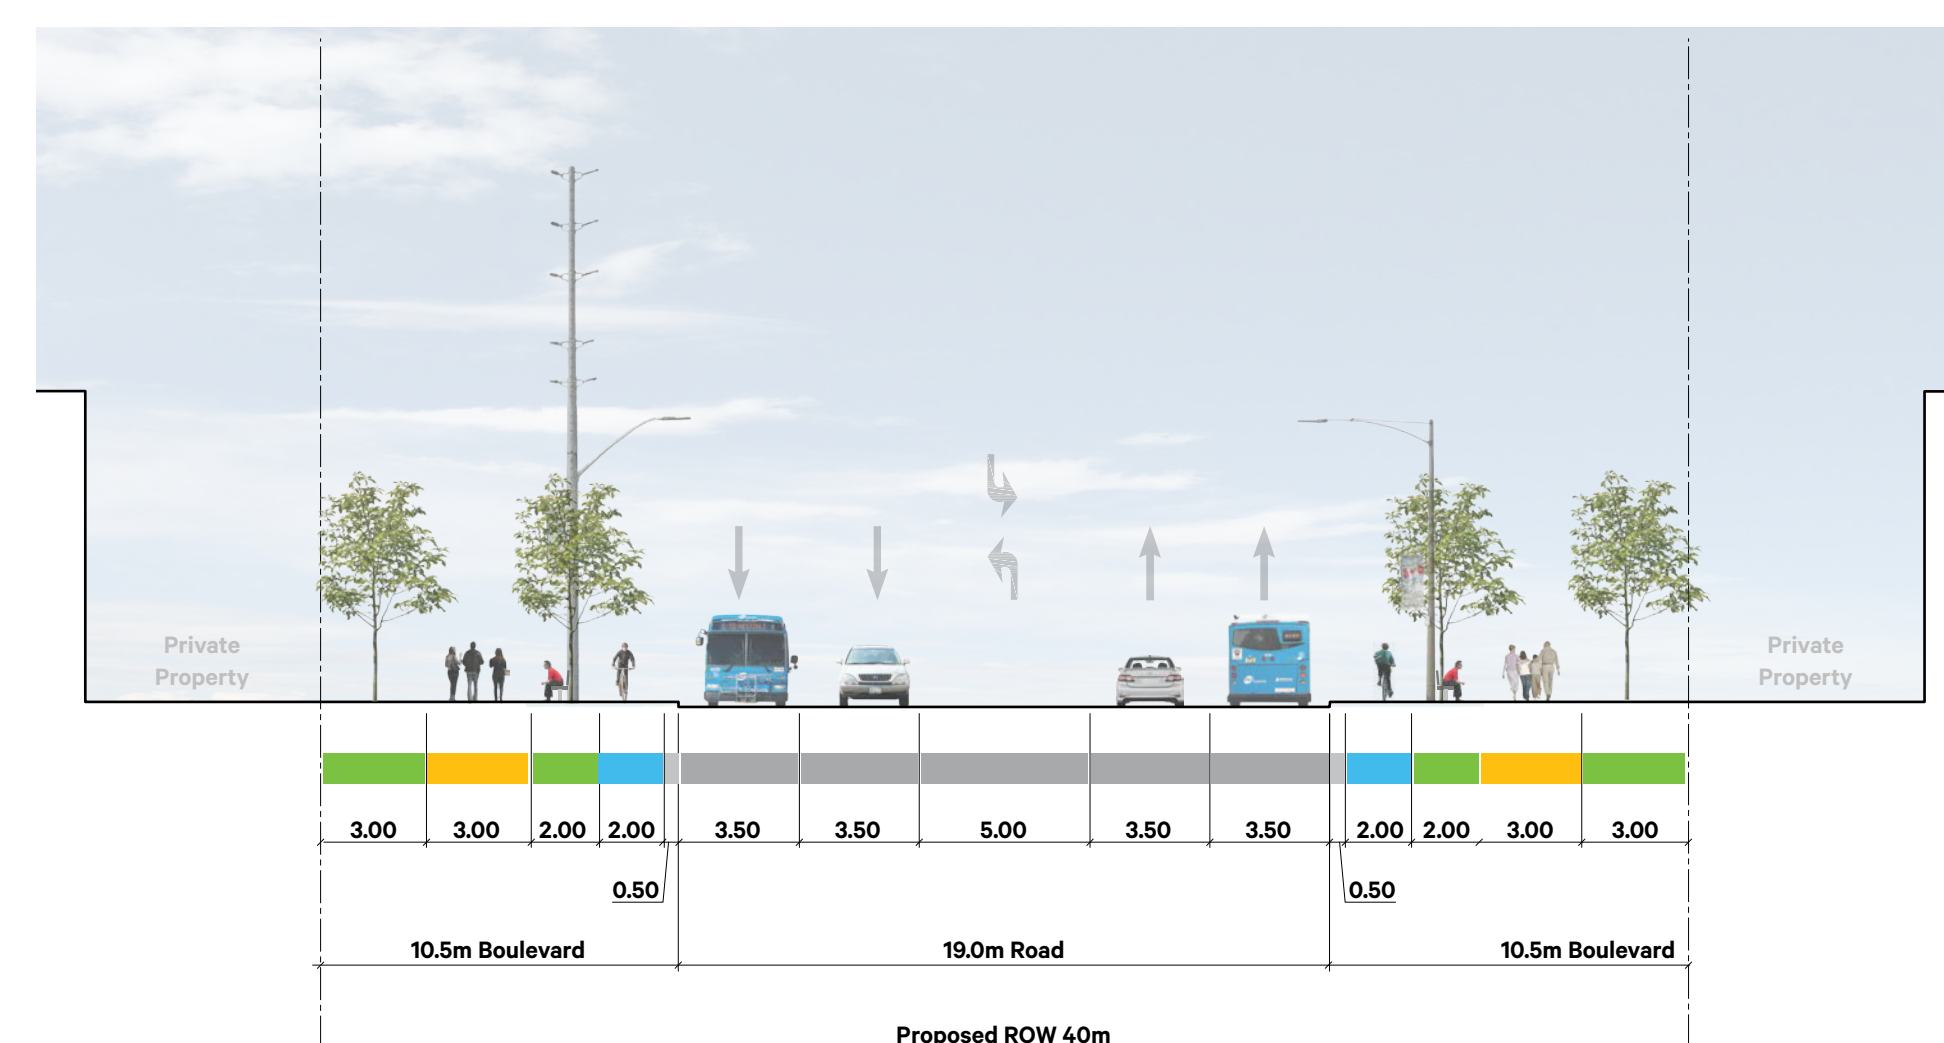 Private
Property
Private
Property
3.00 3.00 2.00 2.00 3.50 3.50 5.00 3.50 3.50 2.00 2.00 3.00 3.00
0.50 0.50
10.5m Boulevard 19.0m Road 10.5m Boulevard
Proposed ROW 40m